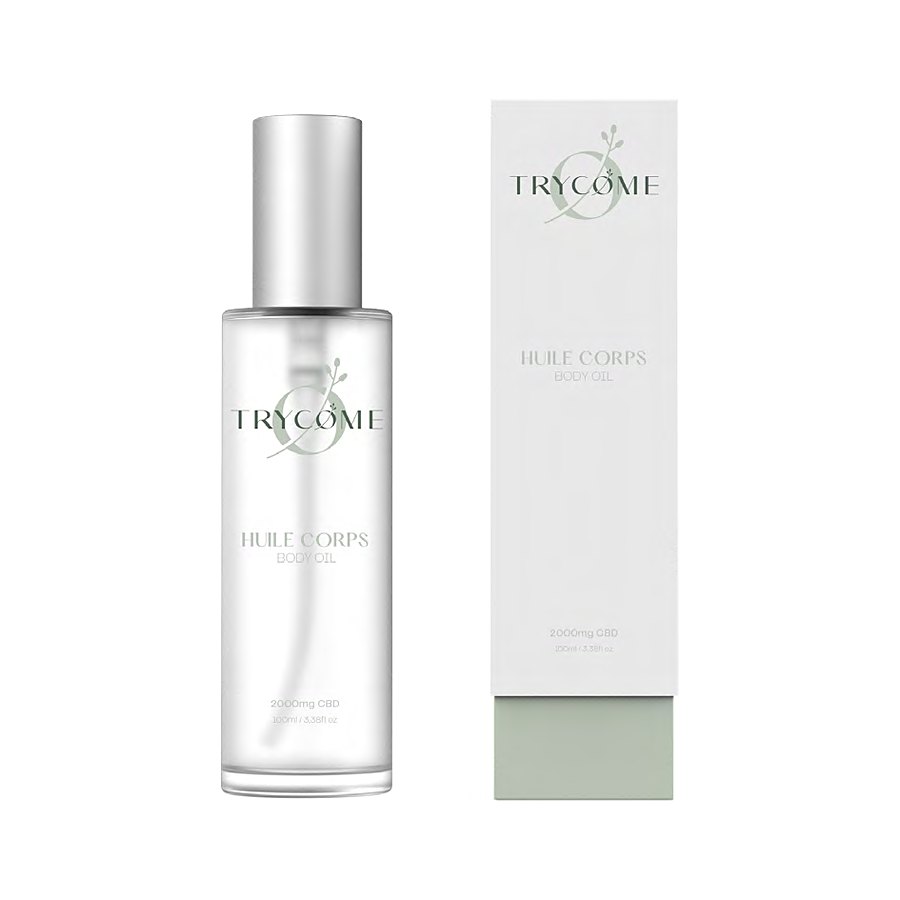 TRYCOME
HUILE CORPS
BODY OIL
2000mg CBD
100ml / 3,38fl oz
TRYCOME
HUILE CORPS
BODY OIL
2000mg CBD
100ml / 3,38fl oz